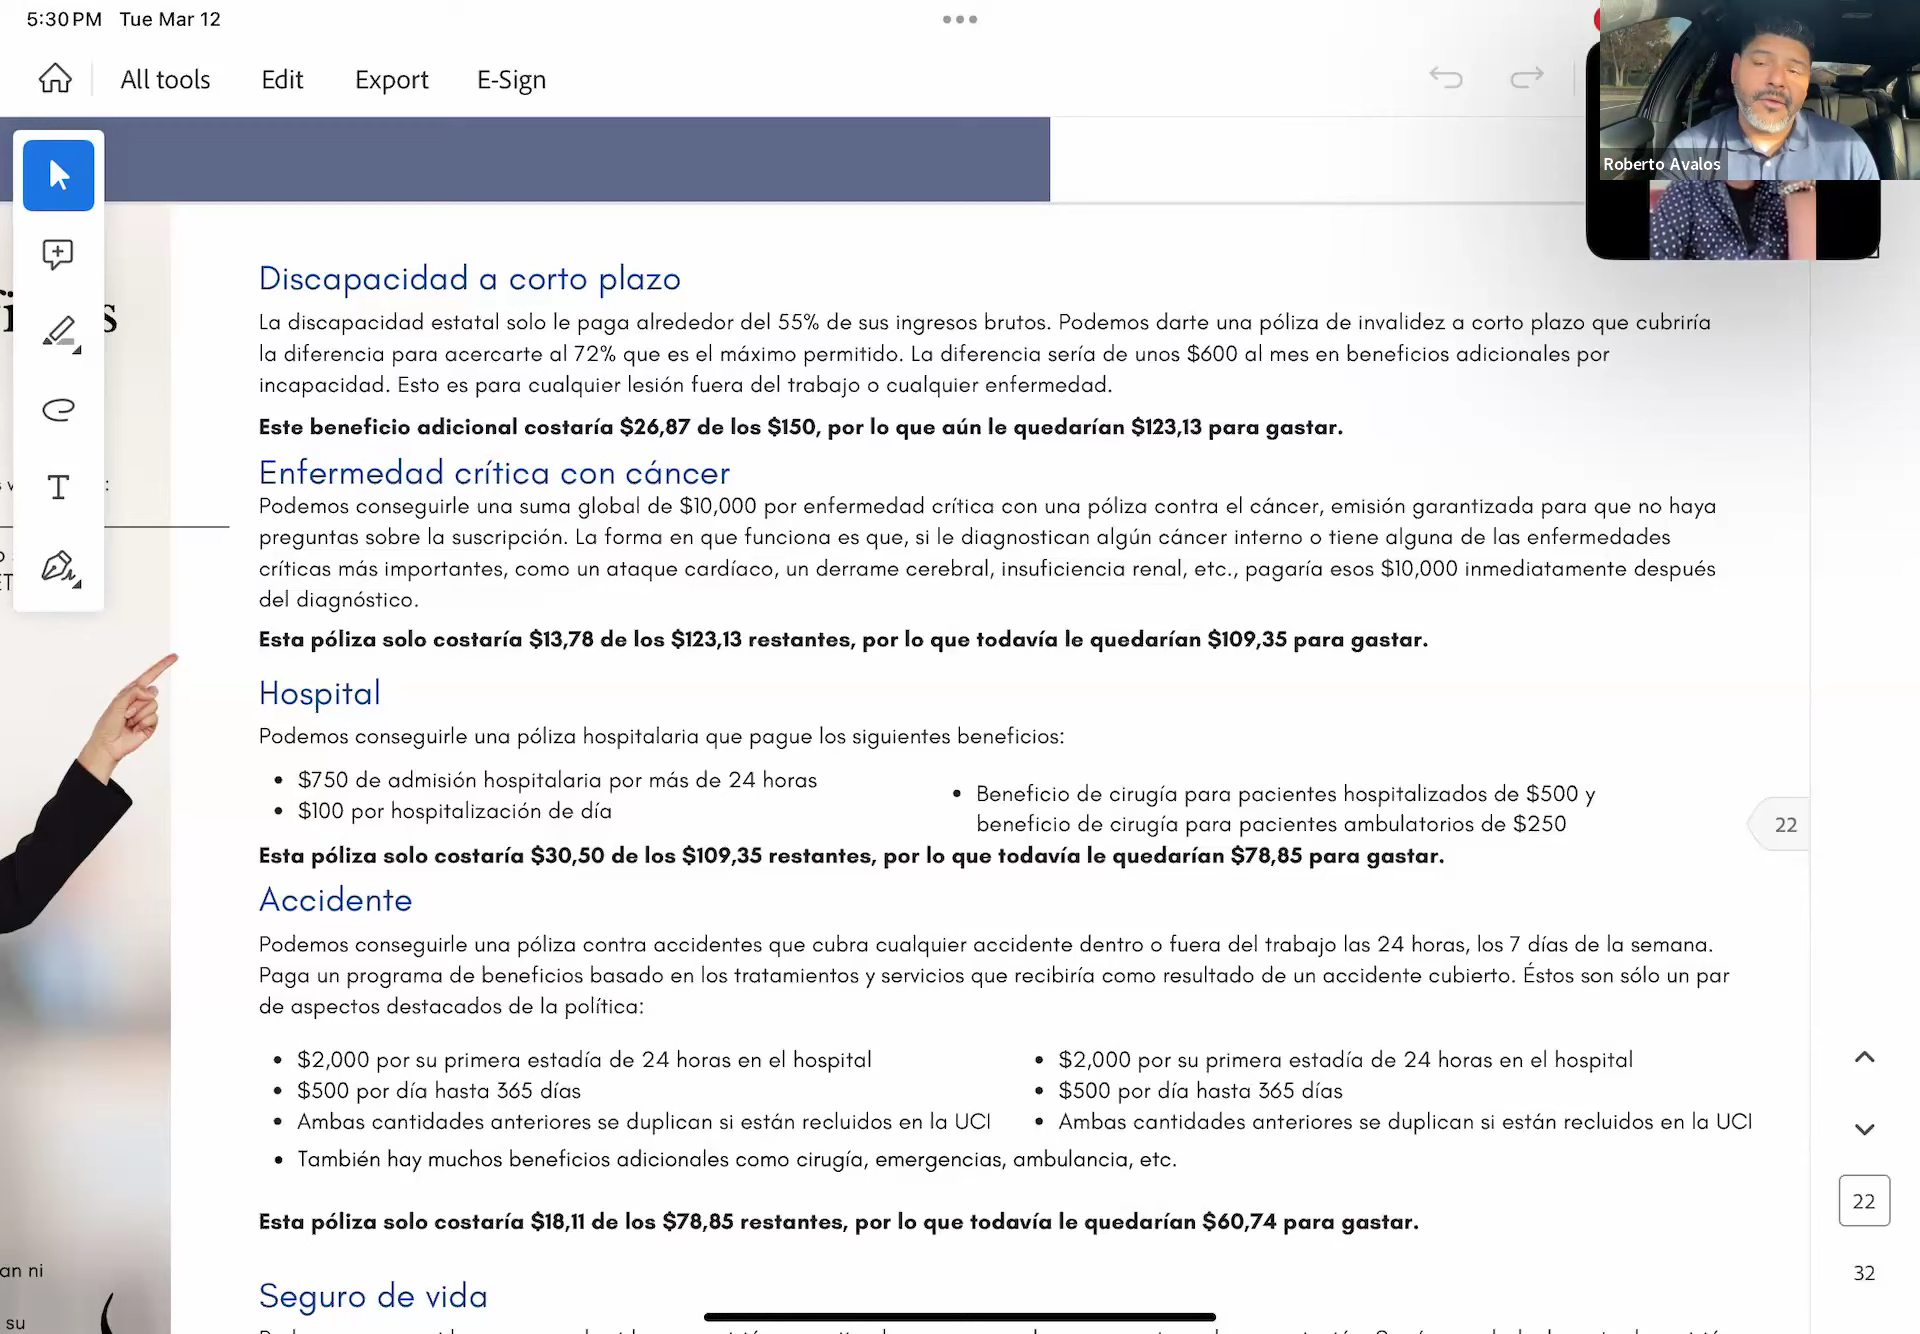 5:30 PM Tue Mar 12
All tools Edit Export E-Sign
Roberto Avalos
Discapacidad a corto plazo
La discapacidad estatal solo le paga alrededor del 55% de sus ingresos brutos. Podemos darte una póliza de invalidez a corto plazo que cubriría
la diferencia para acercarte al 72% que es el máximo permitido. La diferencia sería de unos $600 al mes en beneficios adicionales por
incapacidad. Esto es para cualquier lesión fuera del trabajo o cualquier enfermedad.
Este beneficio adicional costaría $26,87 de los $150, por lo que aún le quedarían $123,13 para gastar.
Enfermedad crítica con cáncer
Podemos conseguirle una suma global de $10,000 por enfermedad crítica con una póliza contra el cáncer, emisión garantizada para que no haya
preguntas sobre la suscripción. La forma en que funciona es que, si le diagnostican algún cáncer interno o tiene alguna de las enfermedades
críticas más importantes, como un ataque cardíaco, un derrame cerebral, insuficiencia renal, etc., pagaría esos $10,000 inmediatamente después
del diagnóstico.
Esta póliza solo costaría $13,78 de los $123,13 restantes, por lo que todavía le quedarían $109,35 para gastar.
Hospital
Podemos conseguirle una póliza hospitalaria que pague los siguientes beneficios:
• $750 de admisión hospitalaria por más de 24 horas
• $100 por hospitalización de día
• Beneficio de cirugía para pacientes hospitalizados de $500 y
beneficio de cirugía para pacientes ambulatorios de $250
Esta póliza solo costaría $30,50 de los $109,35 restantes, por lo que todavía le quedarían $78,85 para gastar.
22
Accidente
Podemos conseguirle una póliza contra accidentes que cubra cualquier accidente dentro o fuera del trabajo las 24 horas, los 7 días de la semana.
Paga un programa de beneficios basado en los tratamientos y servicios que recibiría como resultado de un accidente cubierto. Éstos son sólo un par
de aspectos destacados de la política:
• $2,000 por su primera estadía de 24 horas en el hospital
• $500 por día hasta 365 días
• Ambas cantidades anteriores se duplican si están recluidos en la UCI
• También hay muchos beneficios adicionales como cirugía, emergencias, ambulancia, etc.
• $2,000 por su primera estadía de 24 horas en el hospital
• $500 por día hasta 365 días
• Ambas cantidades anteriores se duplican si están recluidos en la UCI
Esta póliza solo costaría $18,11 de los $78,85 restantes, por lo que todavía le quedarían $60,74 para gastar.
Seguro de vida
22
32
an ni
su